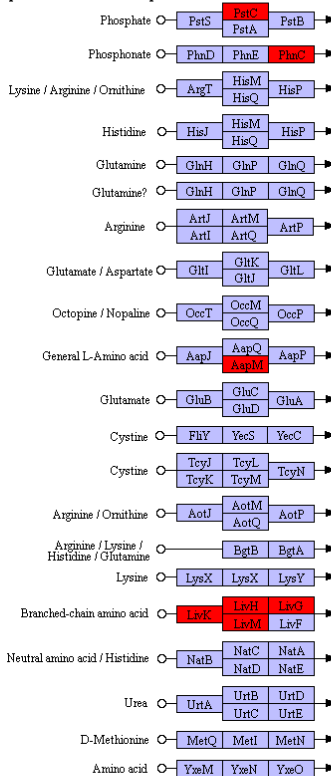 Phosphate PstS PstC PstA PstB
Phosphonate PhnD PhnE PhnC
Lysine / Arginine / Ornithine ArgT HisM HisQ HisP
Histidine HisJ HisM HisQ HisP
Glutamine GlnH GlnP GlnQ
Glutamine? GlnH GlnP GlnQ
Arginine ArtJ ArtI ArtM ArtQ ArtP
Glutamate / Aspartate GltI GltK GltJ GltL
Octopine / Nopaline OccT OccM OccQ OccP
General L-Amino acid AapJ AapQ AapM AapP
Glutamate GluB GluC GluD GluA
Cystine FliY YecS YecC
Cystine TcyJ TcyK TcyL TcyM TcyN
Arginine / Ornithine AotJ AotM AotQ AotP
Arginine / Lysine /
Histidine / Glutamine BgtB BgtA
Lysine LysX LysX LysY
Branched-chain amino acid LivK LivH LivM LivG LivF
Neutral amino acid / Histidine NatB NatC NatD NatA NatE
Urea UrtA UrtB UrtC UrtD UrtE
D-Methionine MetQ MetI MetN
Amino acid YxeM YxeN YxeO